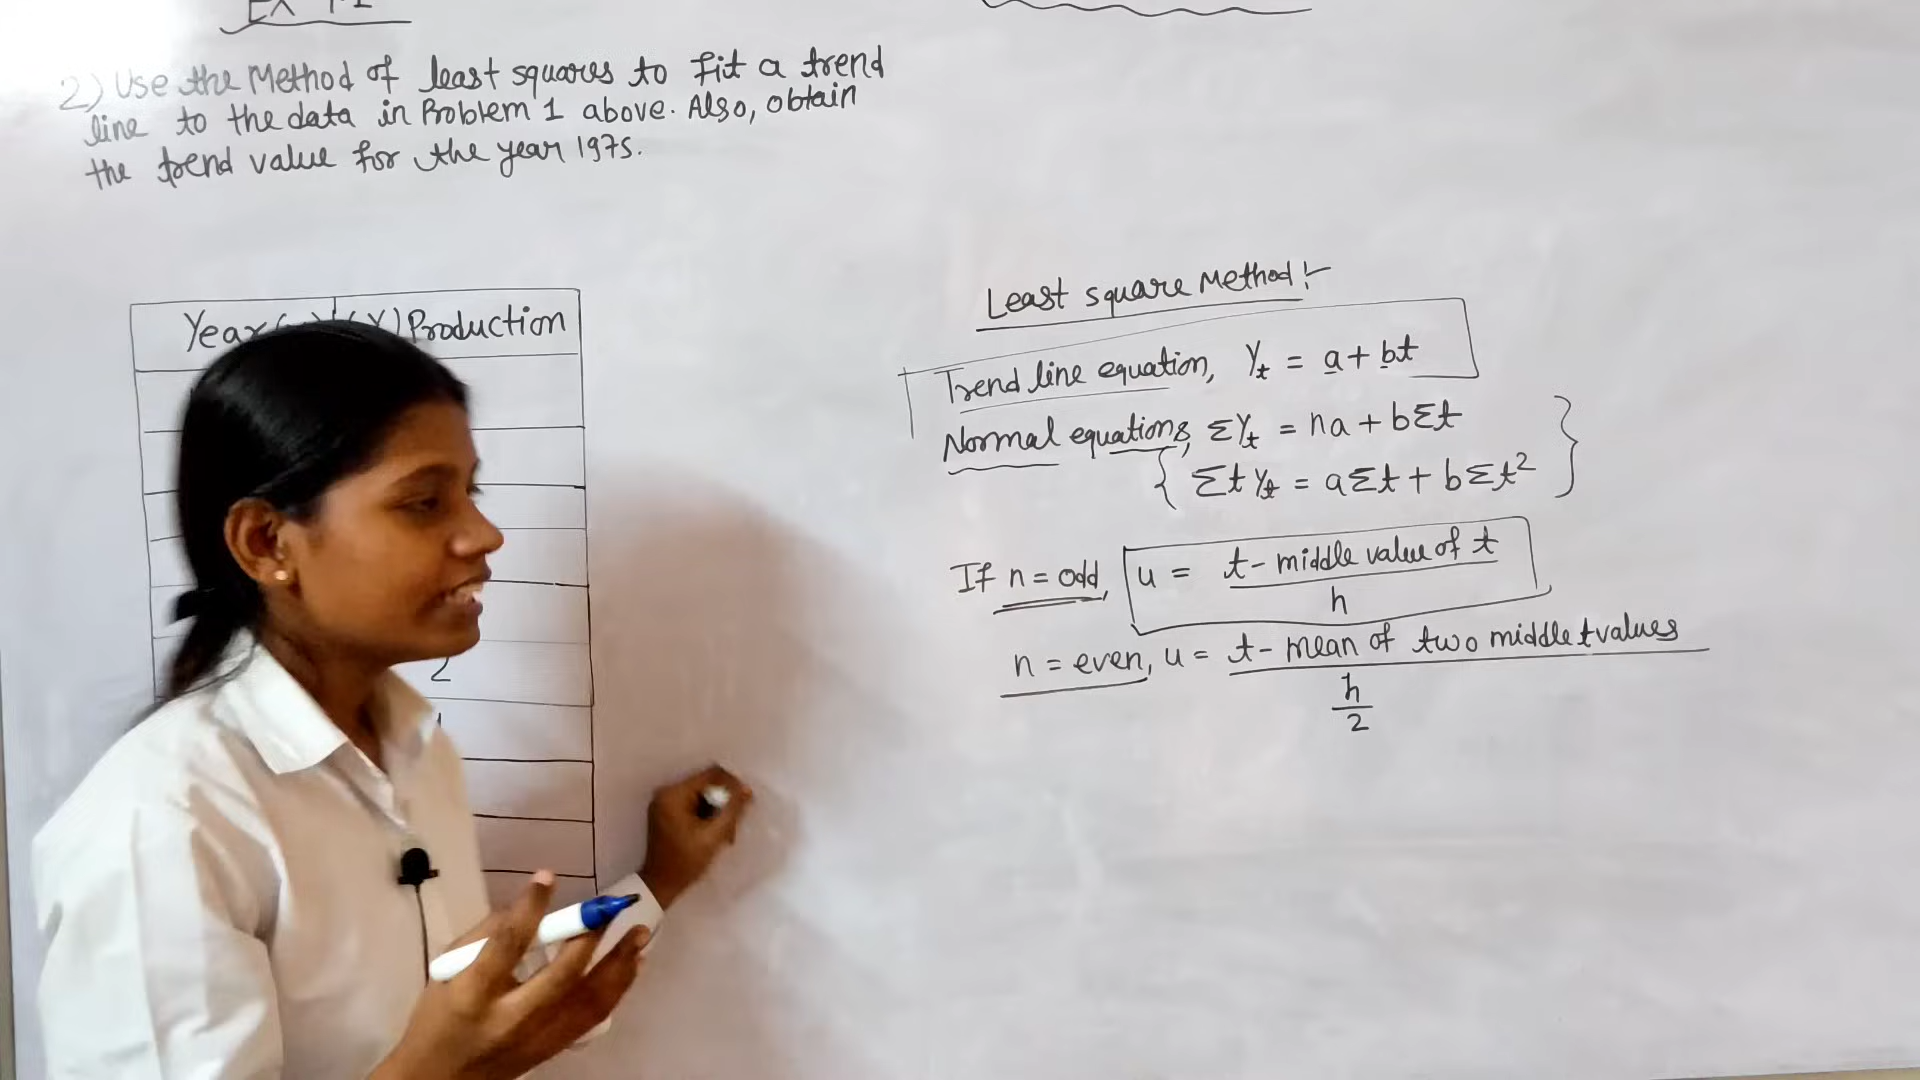 2) Use the Method of least squares to fit a trend
line to the data in Problem 1 above. Also, obtain
the trend value for the year 1975.
Year (Y) Production
2
Least square Method :-
Trend line equation, Yt = a + bt
Normal equations, ΣYt = na + bΣt
{ ΣtYt = aΣt + bΣt² }
If n = odd, u = t - middle value of t / h
n = even, u = t - mean of two middle t values / h/2